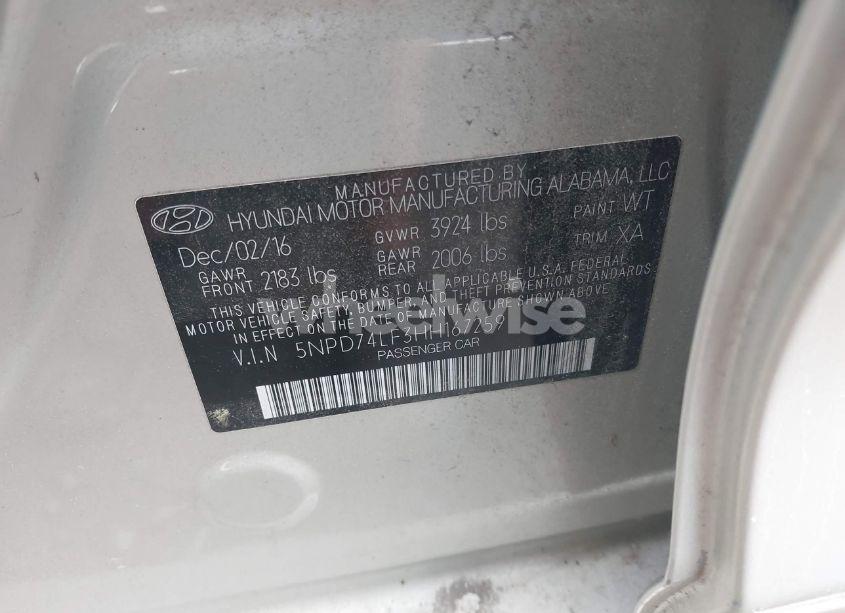 MANUFACTURED BY
HYUNDAI MOTOR MANUFACTURING ALABAMA, LLC
Dec/02/16 GVWR 3924 lbs PAINT WT
GAWR FRONT 2183 lbs GAWR REAR 2006 lbs TRIM XA
THIS VEHICLE CONFORMS TO ALL APPLICABLE U.S.A. FEDERAL
MOTOR VEHICLE SAFETY, BUMPER, AND THEFT PREVENTION STANDARDS
IN EFFECT ON THE DATE OF MANUFACTURE SHOWN ABOVE
V.I.N
PASSENGER CAR
wheelwise